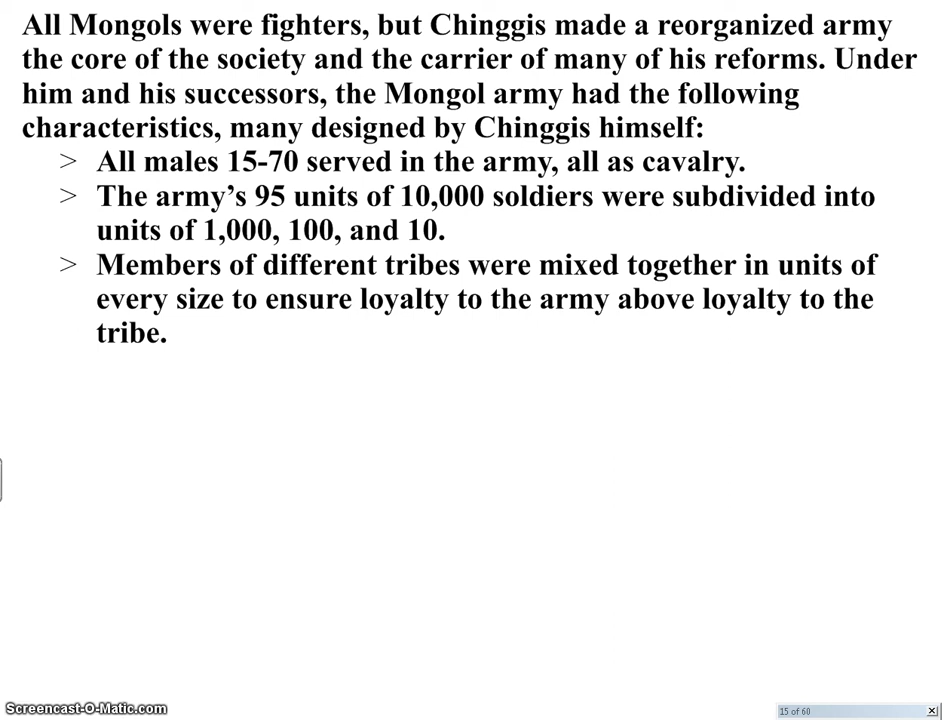 All Mongols were fighters, but Chinggis made a reorganized army
the core of the society and the carrier of many of his reforms. Under
him and his successors, the Mongol army had the following
characteristics, many designed by Chinggis himself:
> All males 15-70 served in the army, all as cavalry.
> The army’s 95 units of 10,000 soldiers were subdivided into
units of 1,000, 100, and 10.
> Members of different tribes were mixed together in units of
every size to ensure loyalty to the army above loyalty to the
tribe.
Screencast-O-Matic.com
15 of 60